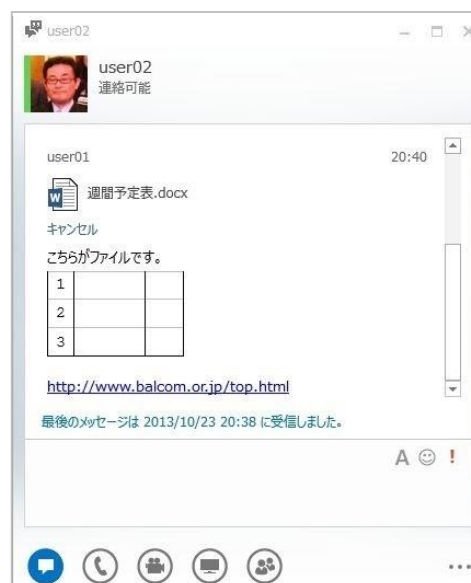 user02
user02
連絡可能
user01 20:40
週間予定表.docx
キャンセル
こちらがファイルです。
1
2
3
http://www.balcom.or.jp/top.html
最後のメッセージは 2013/10/23 20:38 に受信しました。
A
!